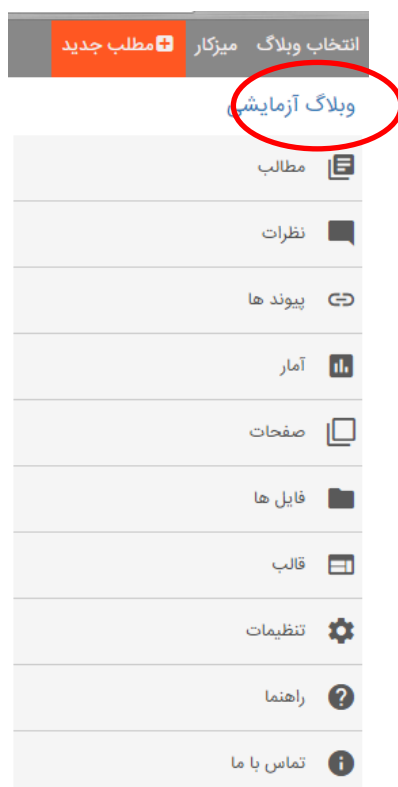 انتخاب وبلاگ میزکار مطلب جدید
وبلاگ آزمایشی
مطالب
نظرات
پیوند ها
آمار
صفحات
فایل ها
قالب
تنظیمات
راهنما
تماس با ما